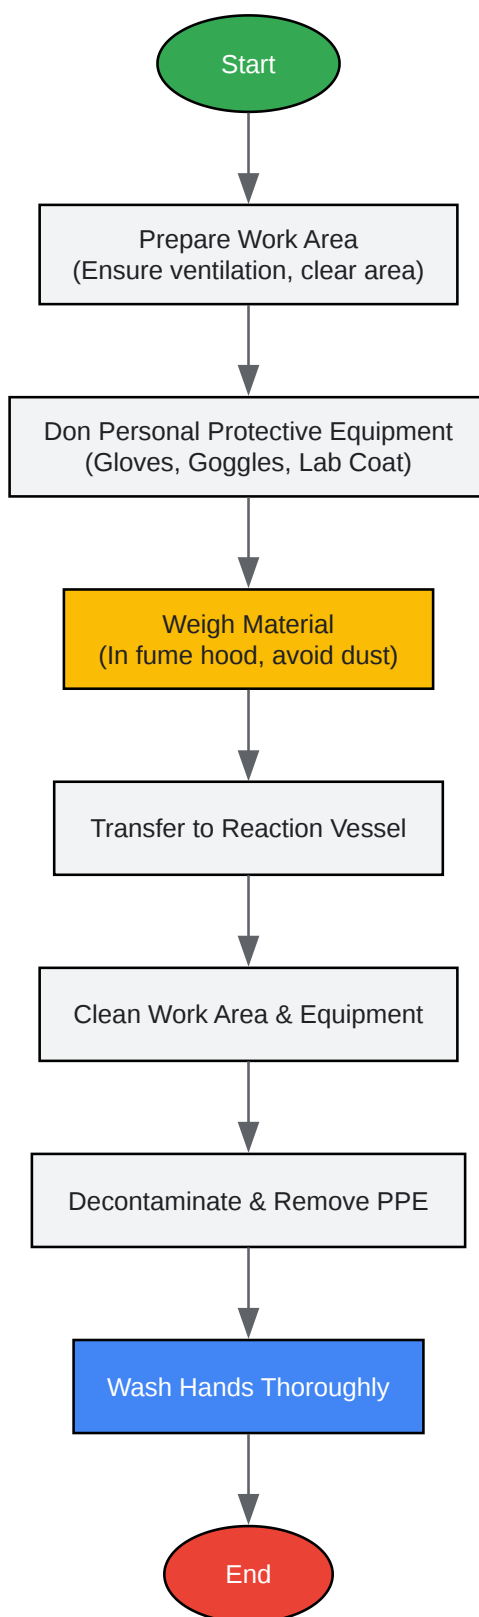 Start
Prepare Work Area
(Ensure ventilation, clear area)
Don Personal Protective Equipment
(Gloves, Goggles, Lab Coat)
Weigh Material
(In fume hood, avoid dust)
Transfer to Reaction Vessel
Clean Work Area & Equipment
Decontaminate & Remove PPE
Wash Hands Thoroughly
End